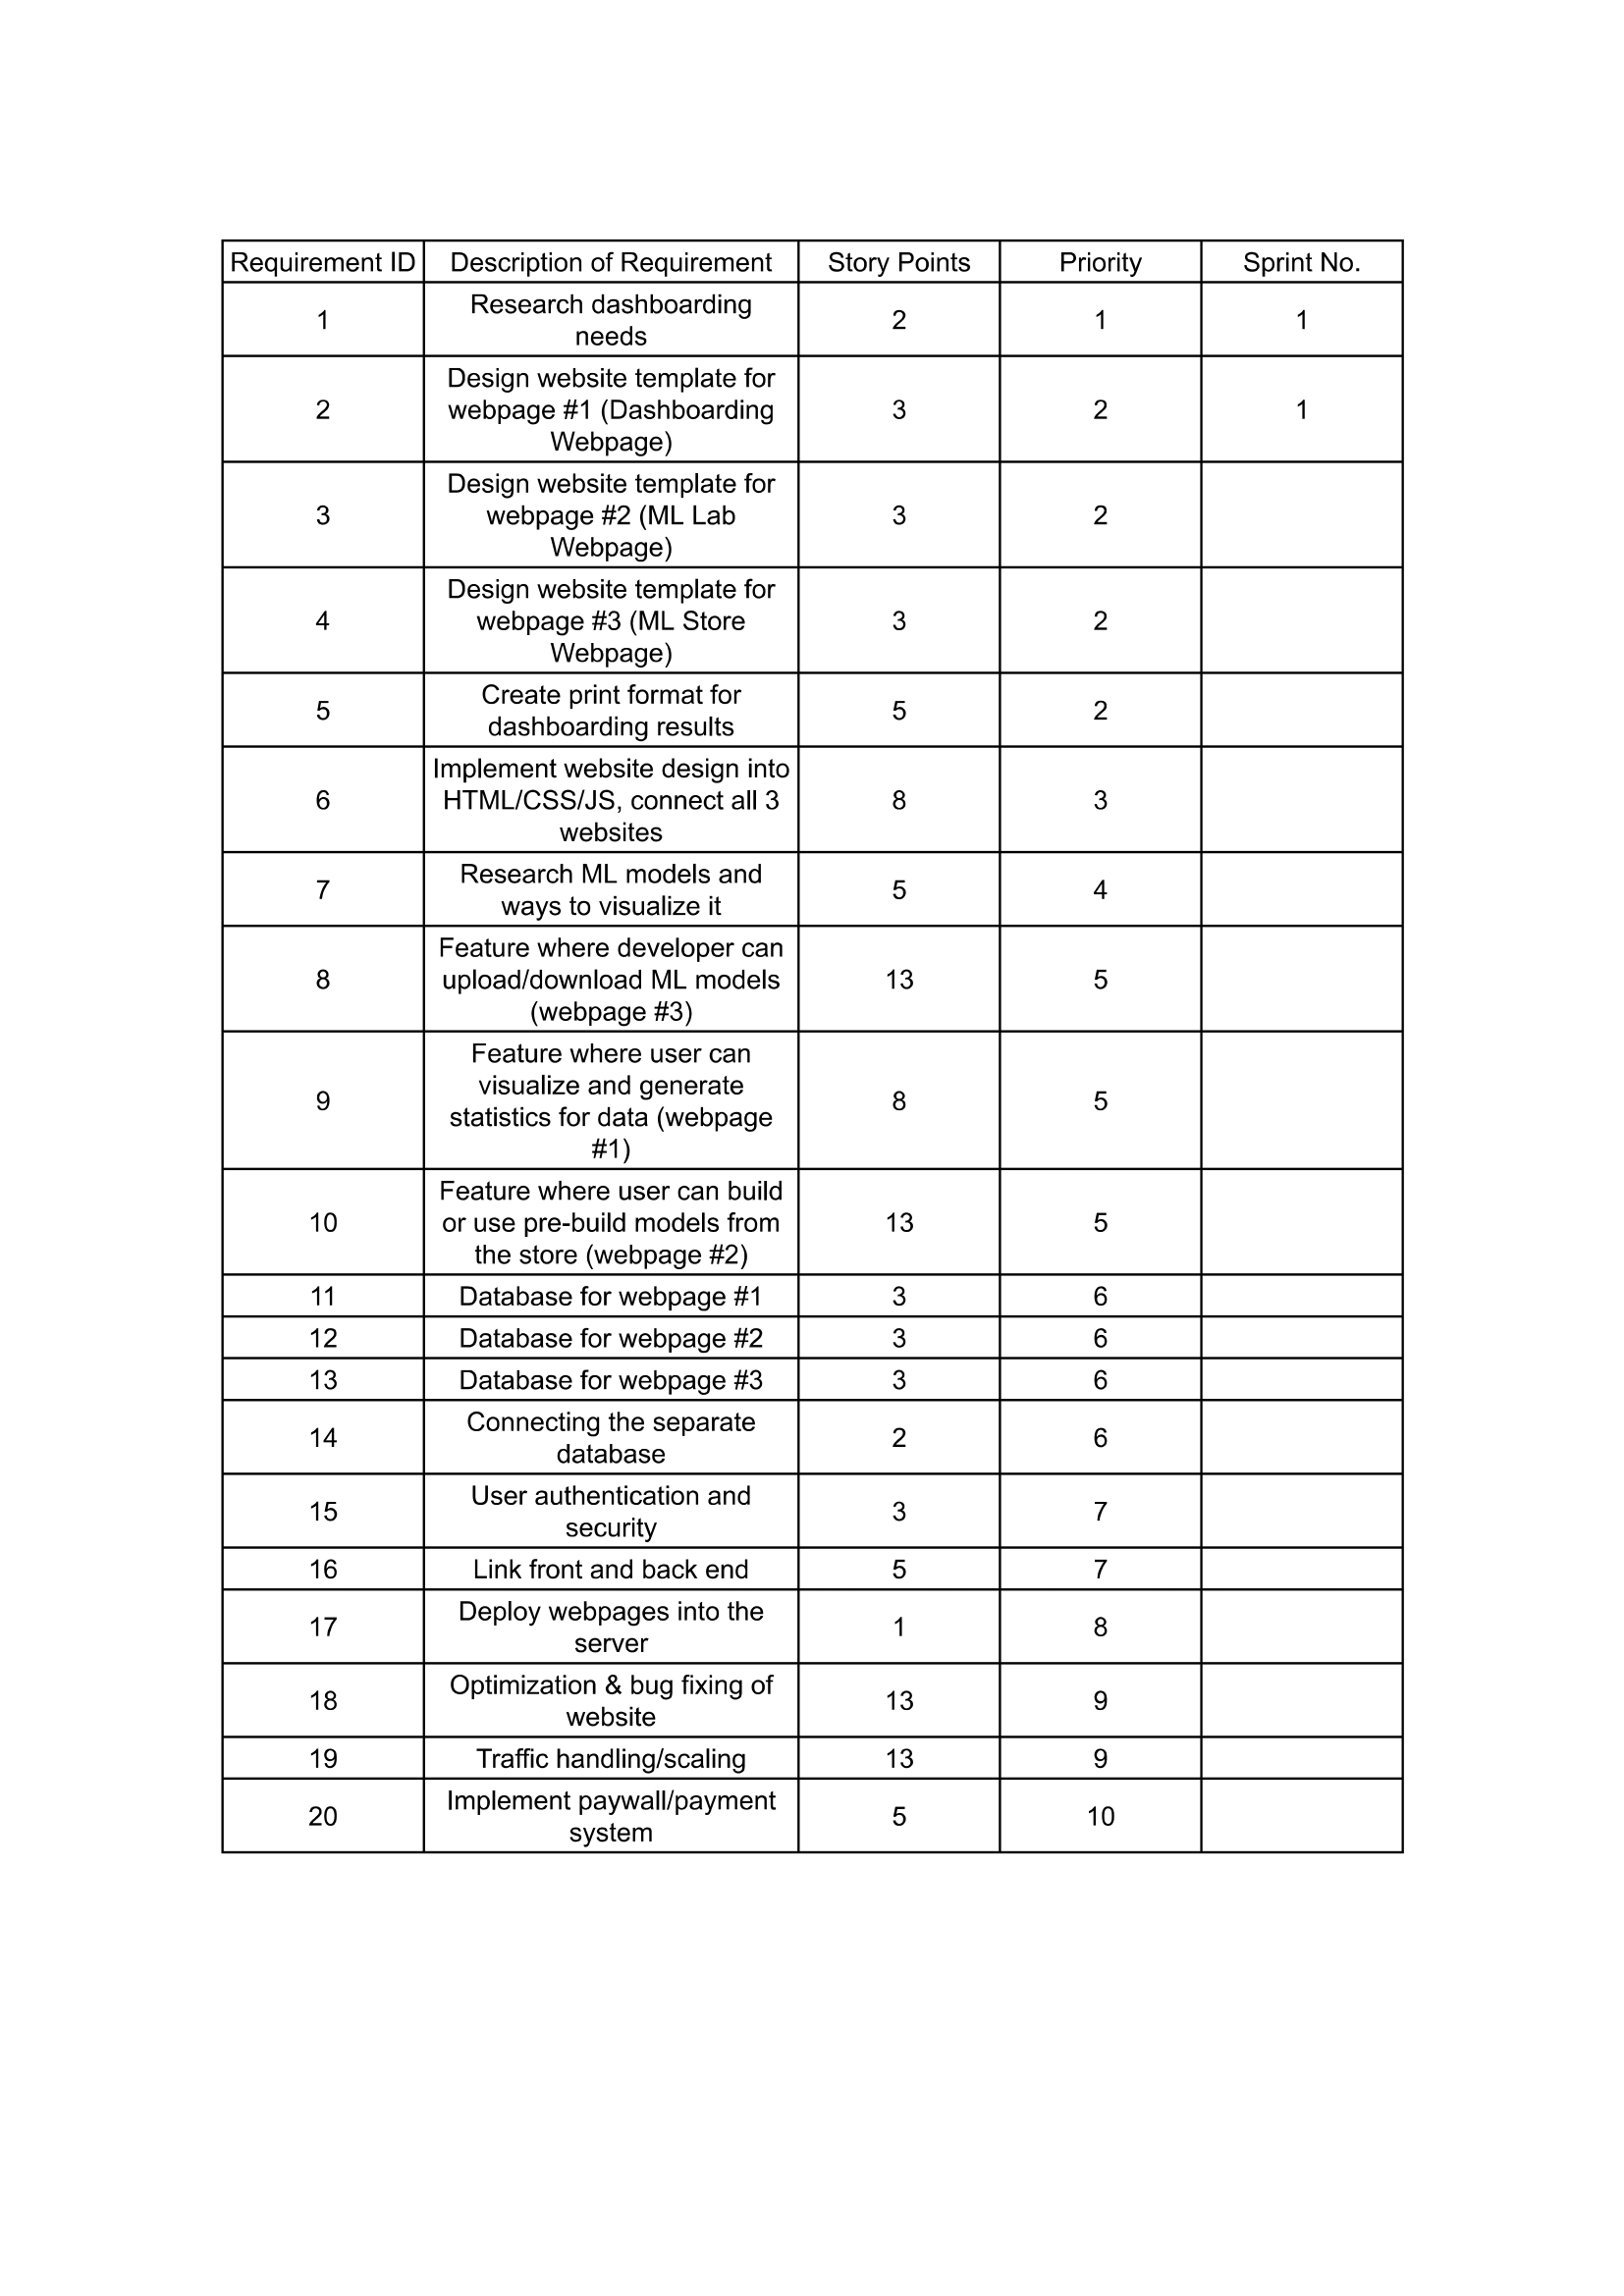 Requirement ID Description of Requirement Story Points Priority Sprint No.
1 Research dashboarding 2 1 1
needs
Design website template for
2 webpage #1 (Dashboarding 3 2 1
Webpage)
Design website template for
3 webpage #2 (ML Lab 3 2
Webpage)
Design website template for
4 webpage #3 (ML Store 3 2
Webpage)
5 Create print format for 5 2
dashboarding results
Implement website design into
6 HTML/CSS/JS, connect all 3 8 3
websites
7 Research ML models and 5 4
ways to visualize it
Feature where developer can
8 upload/download ML models 13 5
(webpage #3)
Feature where user can
visualize and generate
9 statistics for data (webpage 8 5
#1)
Feature where user can build
10 or use pre-build models from 13 5
the store (webpage #2)
11 Database for webpage #1 3 6
12 Database for webpage #2 3 6
13 Database for webpage #3 3 6
14 Connecting the separate 2 6
database
15 User authentication and 3 7
security
16 Link front and back end 5 7
17 Deploy webpages into the 1 8
server
18 Optimization & bug fixing of 13 9
website
19 Traffic handling/scaling 13 9
20 Implement paywall/payment 5 10
system